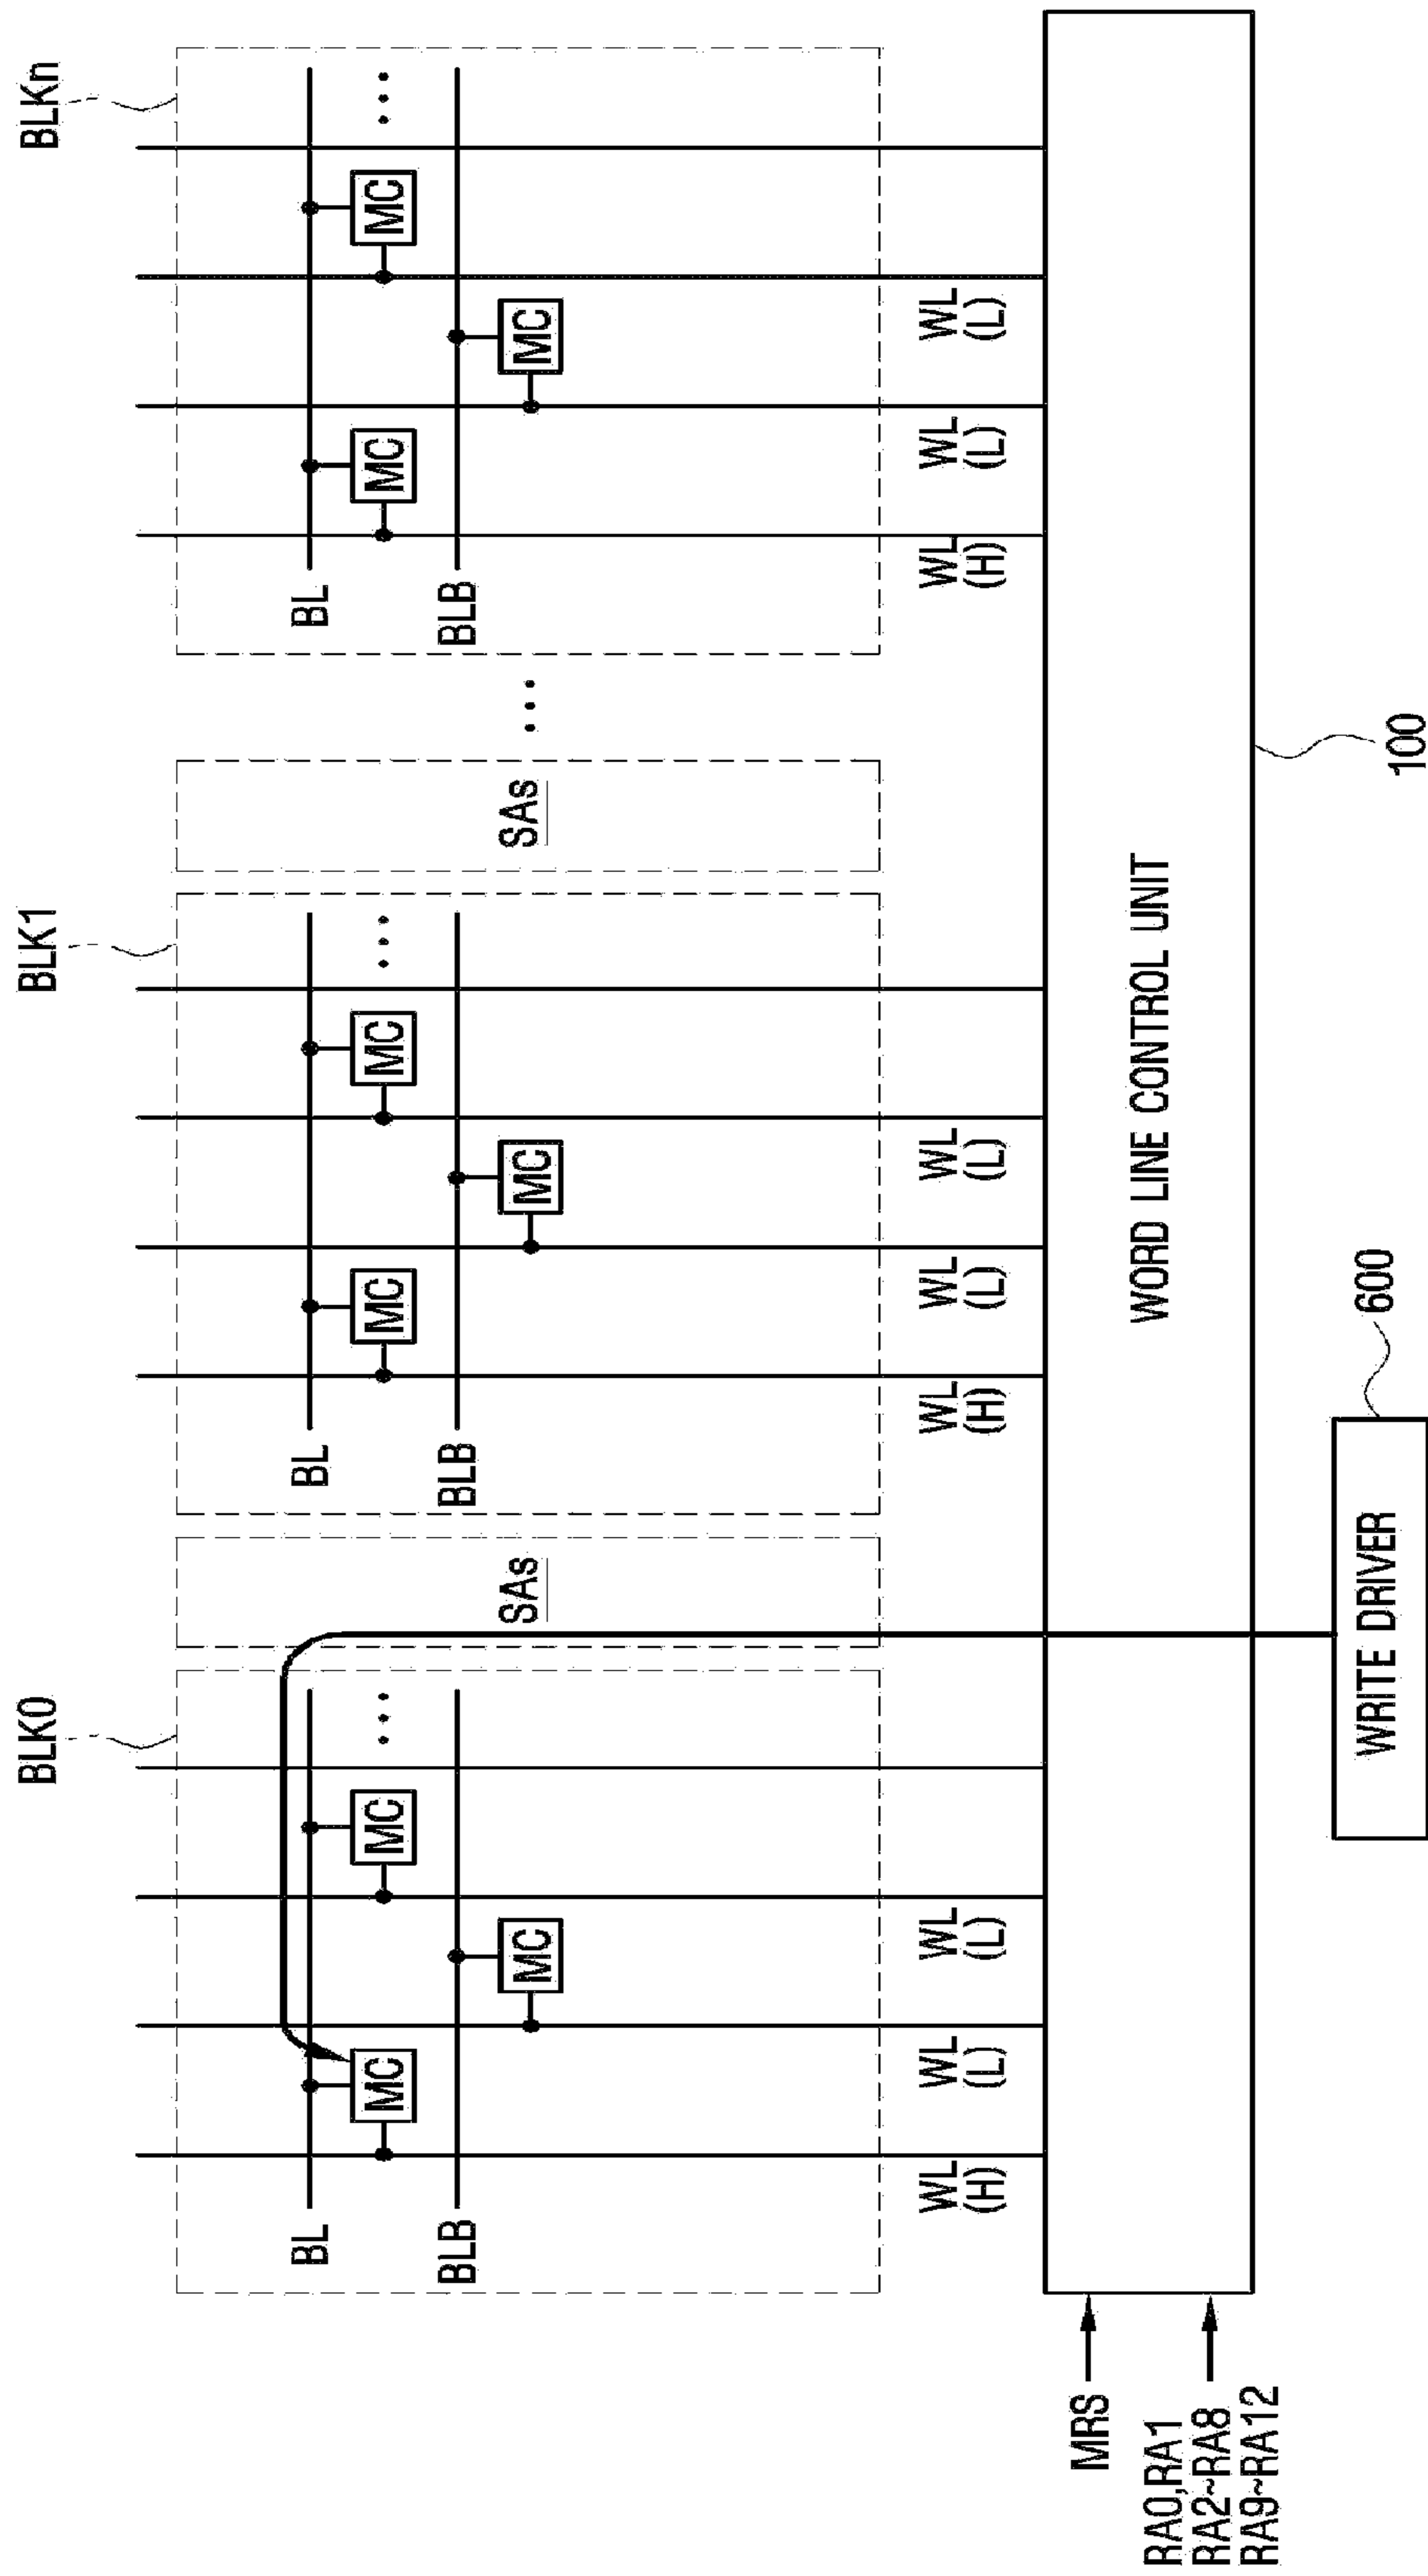 BLK0
BLK1
BLKn
BL
MC
MC
BL
MC
MC
BL
MC
MC
BLB
MC
SAs
BLB
MC
SAs
BLB
MC
WL
(H)
WL
(L)
WL
(L)
WL
(H)
WL
(L)
WL
(L)
WL
(H)
WL
(L)
WL
(L)
MRS
RA0,RA1
RA2~RA8
RA9~RA12
WORD LINE CONTROL UNIT
WRITE DRIVER
600
100